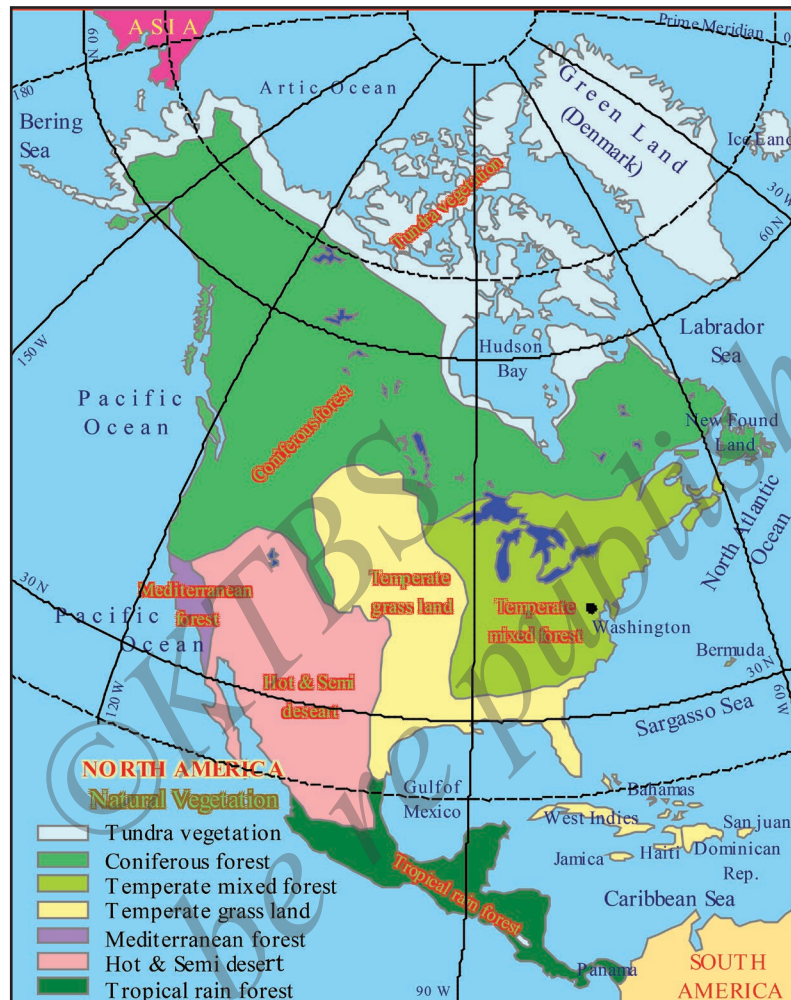 A S I A
Prime Meridian
0
60 N
180
Artic Ocean
Bering
Sea
Green Land
(Denmark)
Ice Land
30 W
60 N
Tundra vegetation
150 W
Hudson
Bay
Labrador
Sea
Pacific
Ocean
Coniferous forest
New Found
Land
North Atlantic
Ocean
30 N
Mediterranean
forest
Temperate
grass land
Temperate
mixed forest
Washington
Pacific
Ocean
Bermuda
30 N
60 W
Hot & Semi
desert
120 W
Sargasso Sea
NORTH AMERICA
Natural Vegetation
Gulf of
Mexico
Bahamas
West Indies
San juan
Jamica
Haiti
Dominican
Rep.
Tropical rain forest
Caribbean Sea
Panama
SOUTH
AMERICA
90 W
Tundra vegetation
Coniferous forest
Temperate mixed forest
Temperate grass land
Mediterranean forest
Hot & Semi desert
Tropical rain forest
©KTBS
be republish